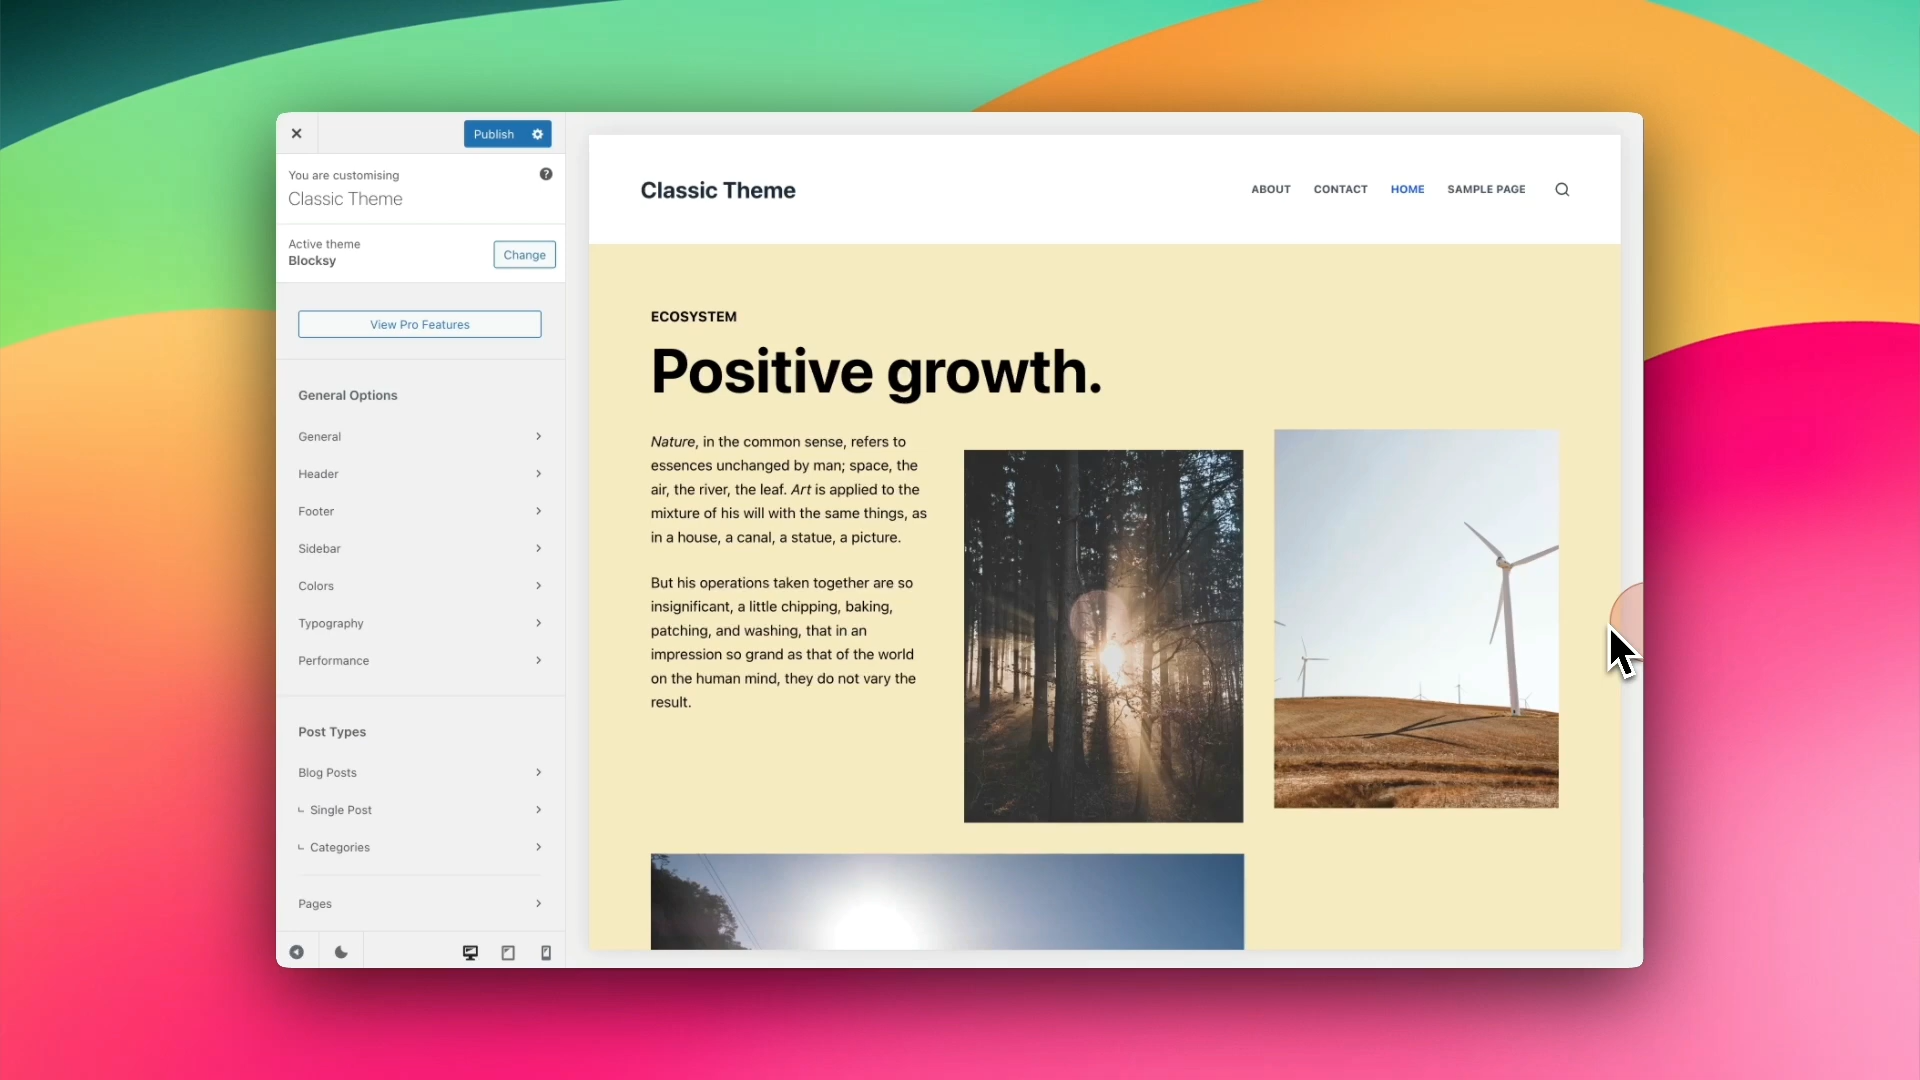 Publish
You are customising
Classic Theme
Active theme
Blocksy
Change
View Pro Features
General Options
General
Header
Footer
Sidebar
Colors
Typography
Performance
Post Types
Blog Posts
Single Post
Categories
Pages
Classic Theme
ABOUT CONTACT HOME SAMPLE PAGE
ECOSYSTEM
Positive growth.
Nature, in the common sense, refers to
essences unchanged by man; space, the
air, the river, the leaf. Art is applied to the
mixture of his will with the same things, as
in a house, a canal, a statue, a picture.
But his operations taken together are so
insignificant, a little chipping, baking,
patching, and washing, that in an
impression so grand as that of the world
on the human mind, they do not vary the
result.